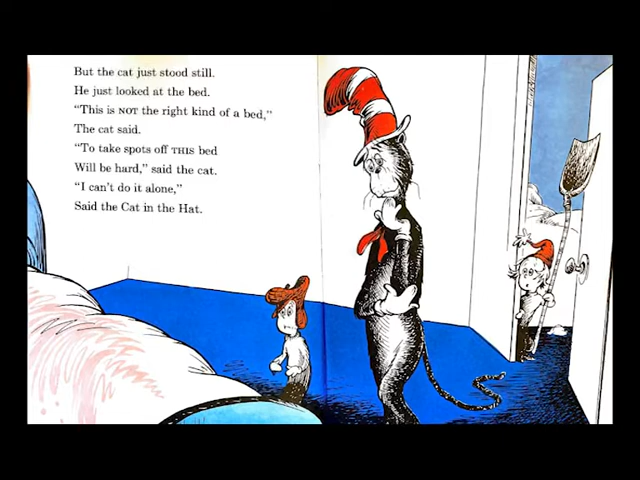 But the cat just stood still.
He just looked at the bed.
“This is NOT the right kind of a bed,”
The cat said.
“To take spots off THIS bed
Will be hard,” said the cat.
“I can’t do it alone,”
Said the Cat in the Hat.